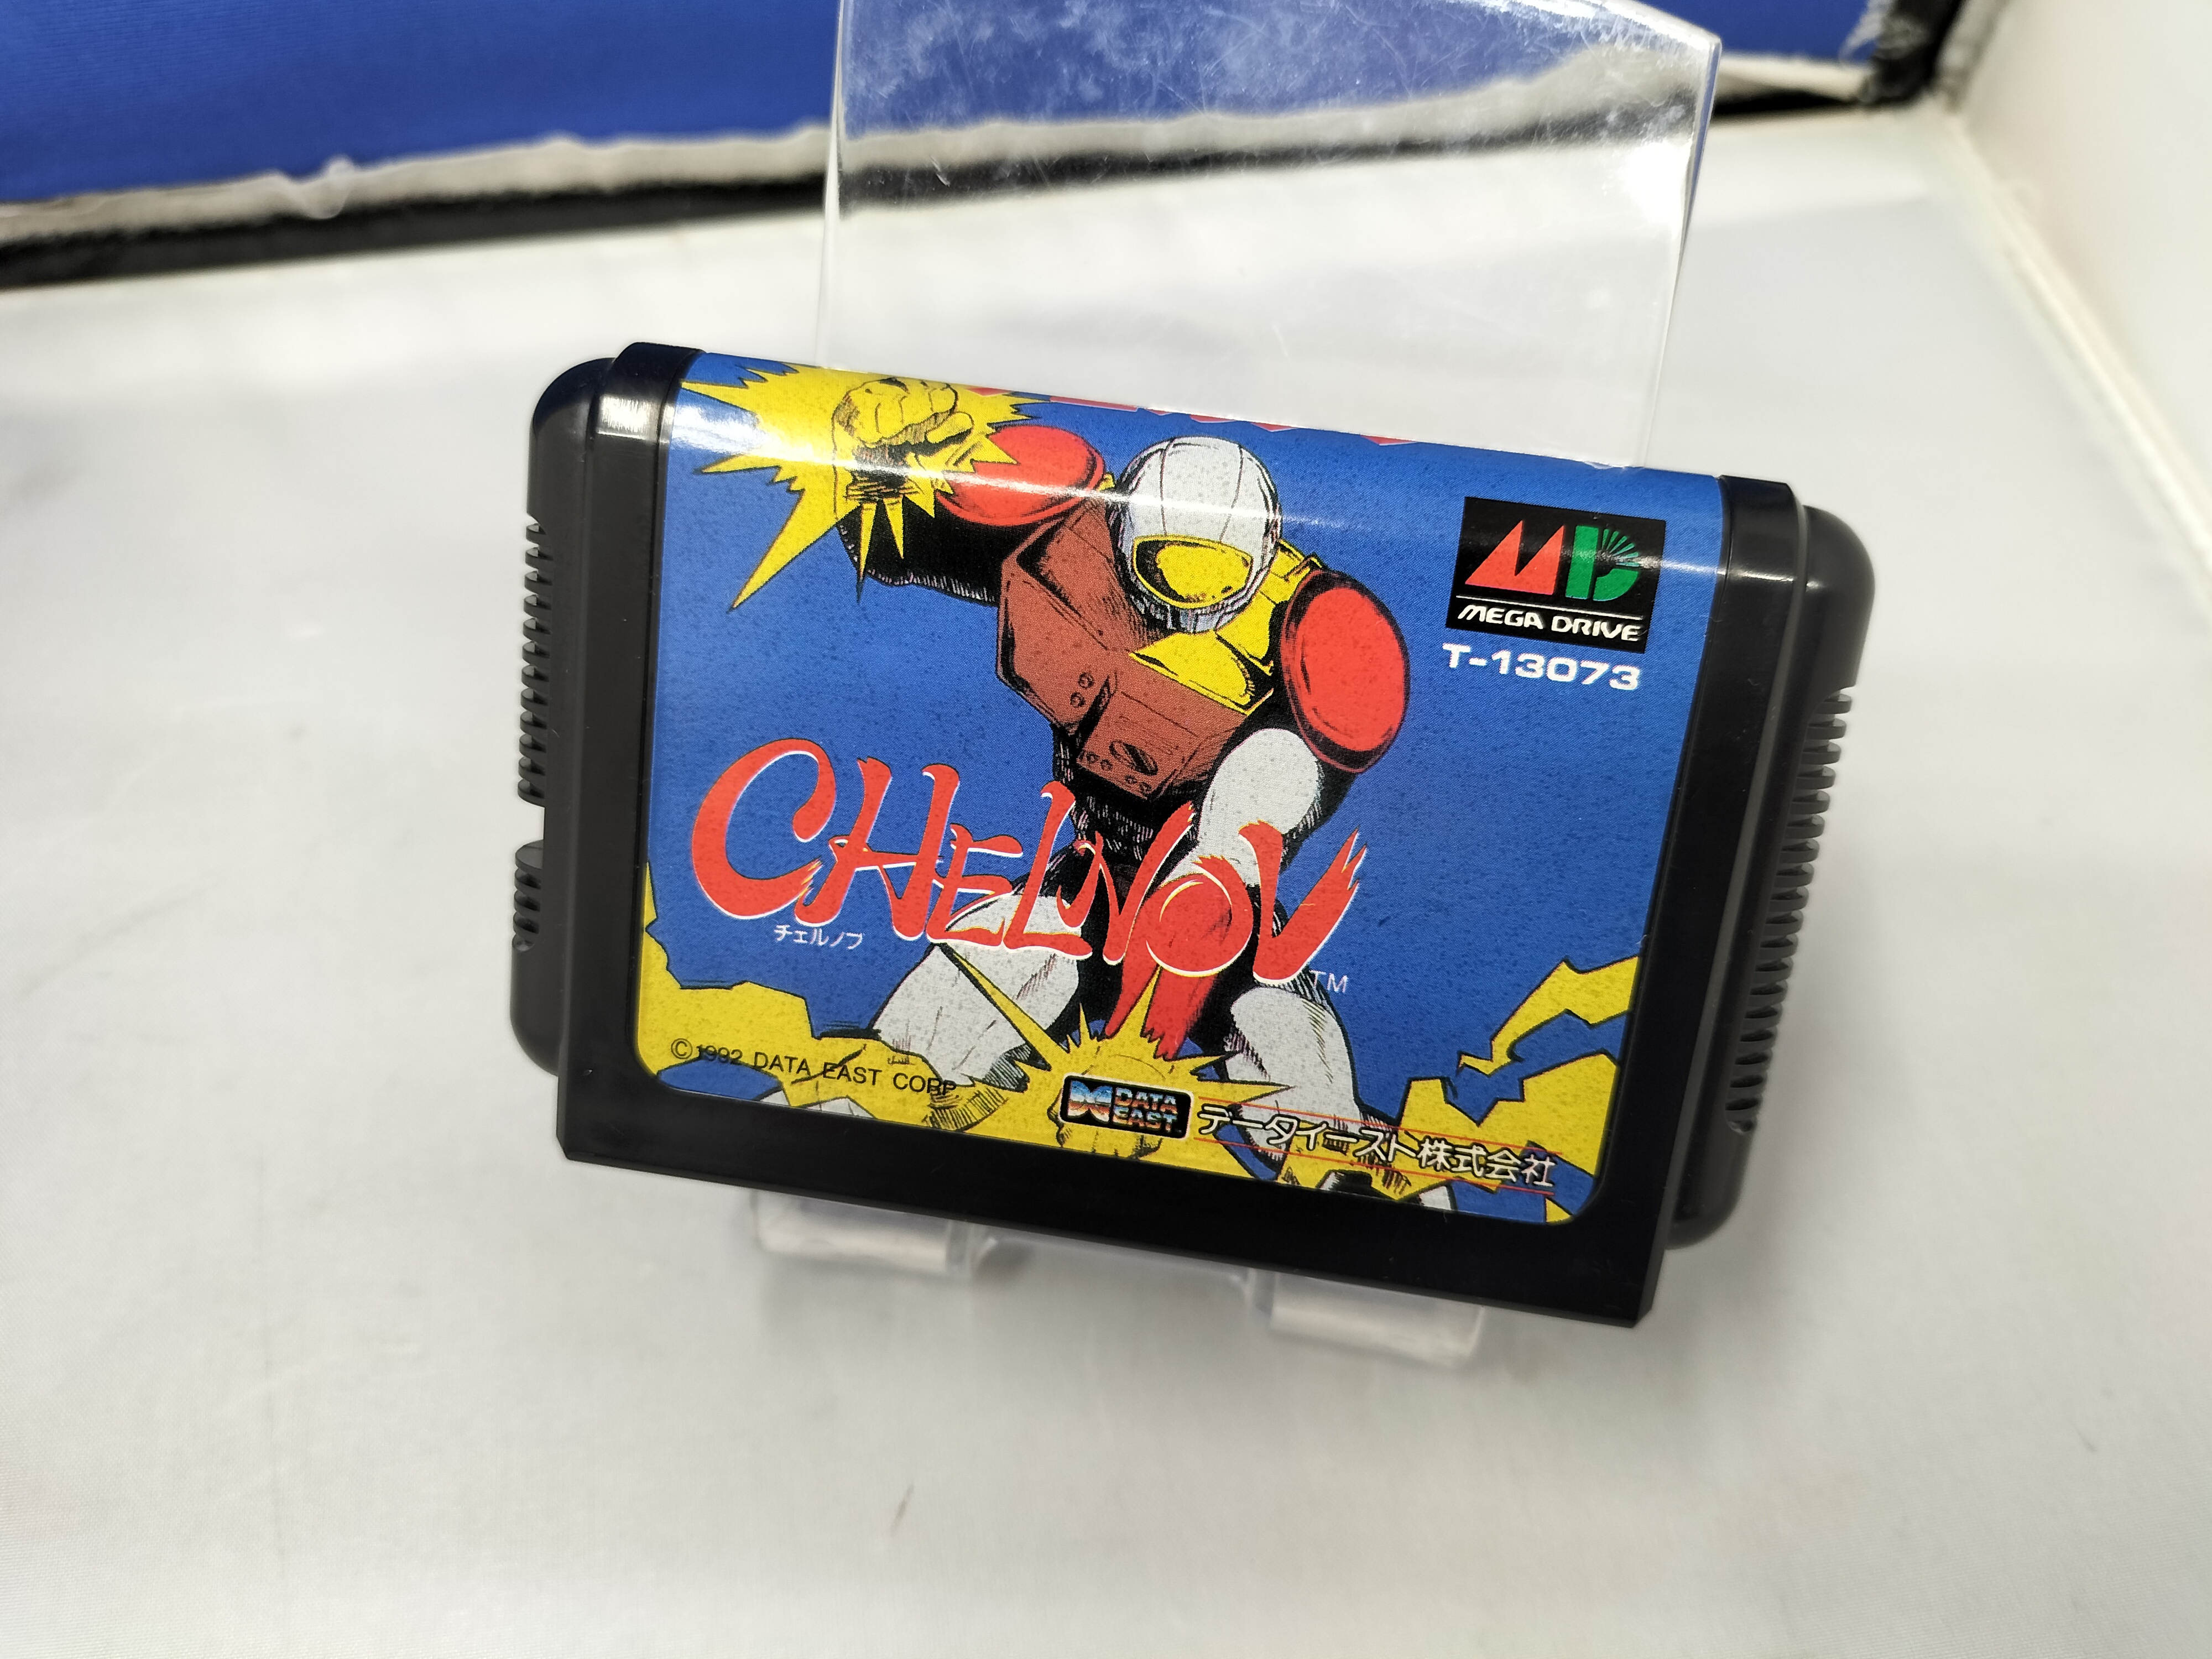 MEGA DRIVE
T-13073
CHELNOV
TM
チェルノブ
©1992 DATA EAST CORP
DATA EAST データイースト株式会社